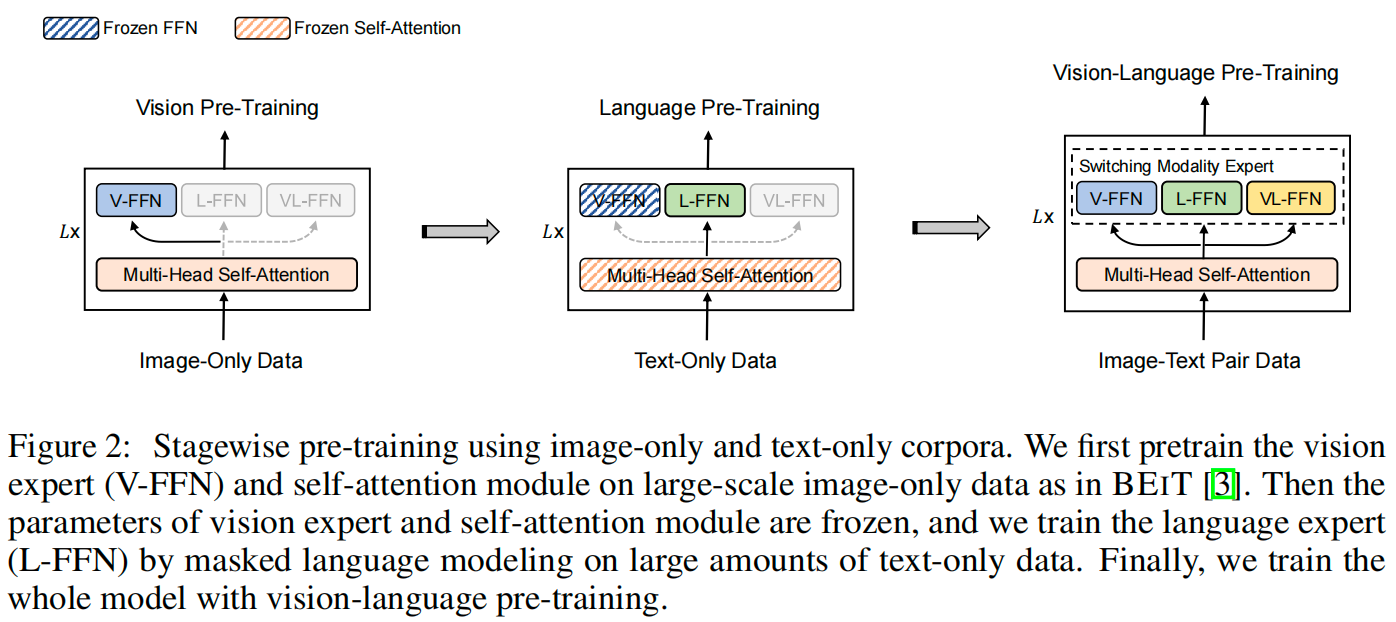 Frozen FFN
Frozen Self-Attention
Vision Pre-Training
V-FFN
L-FFN
VL-FFN
Lx
Multi-Head Self-Attention
Image-Only Data
Language Pre-Training
V-FFN
L-FFN
VL-FFN
Lx
Multi-Head Self-Attention
Text-Only Data
Vision-Language Pre-Training
Switching Modality Expert
V-FFN
L-FFN
VL-FFN
Lx
Multi-Head Self-Attention
Image-Text Pair Data
Figure 2: Stagewise pre-training using image-only and text-only corpora. We first pretrain the vision
expert (V-FFN) and self-attention module on large-scale image-only data as in BEIT [3]. Then the
parameters of vision expert and self-attention module are frozen, and we train the language expert
(L-FFN) by masked language modeling on large amounts of text-only data. Finally, we train the
whole model with vision-language pre-training.